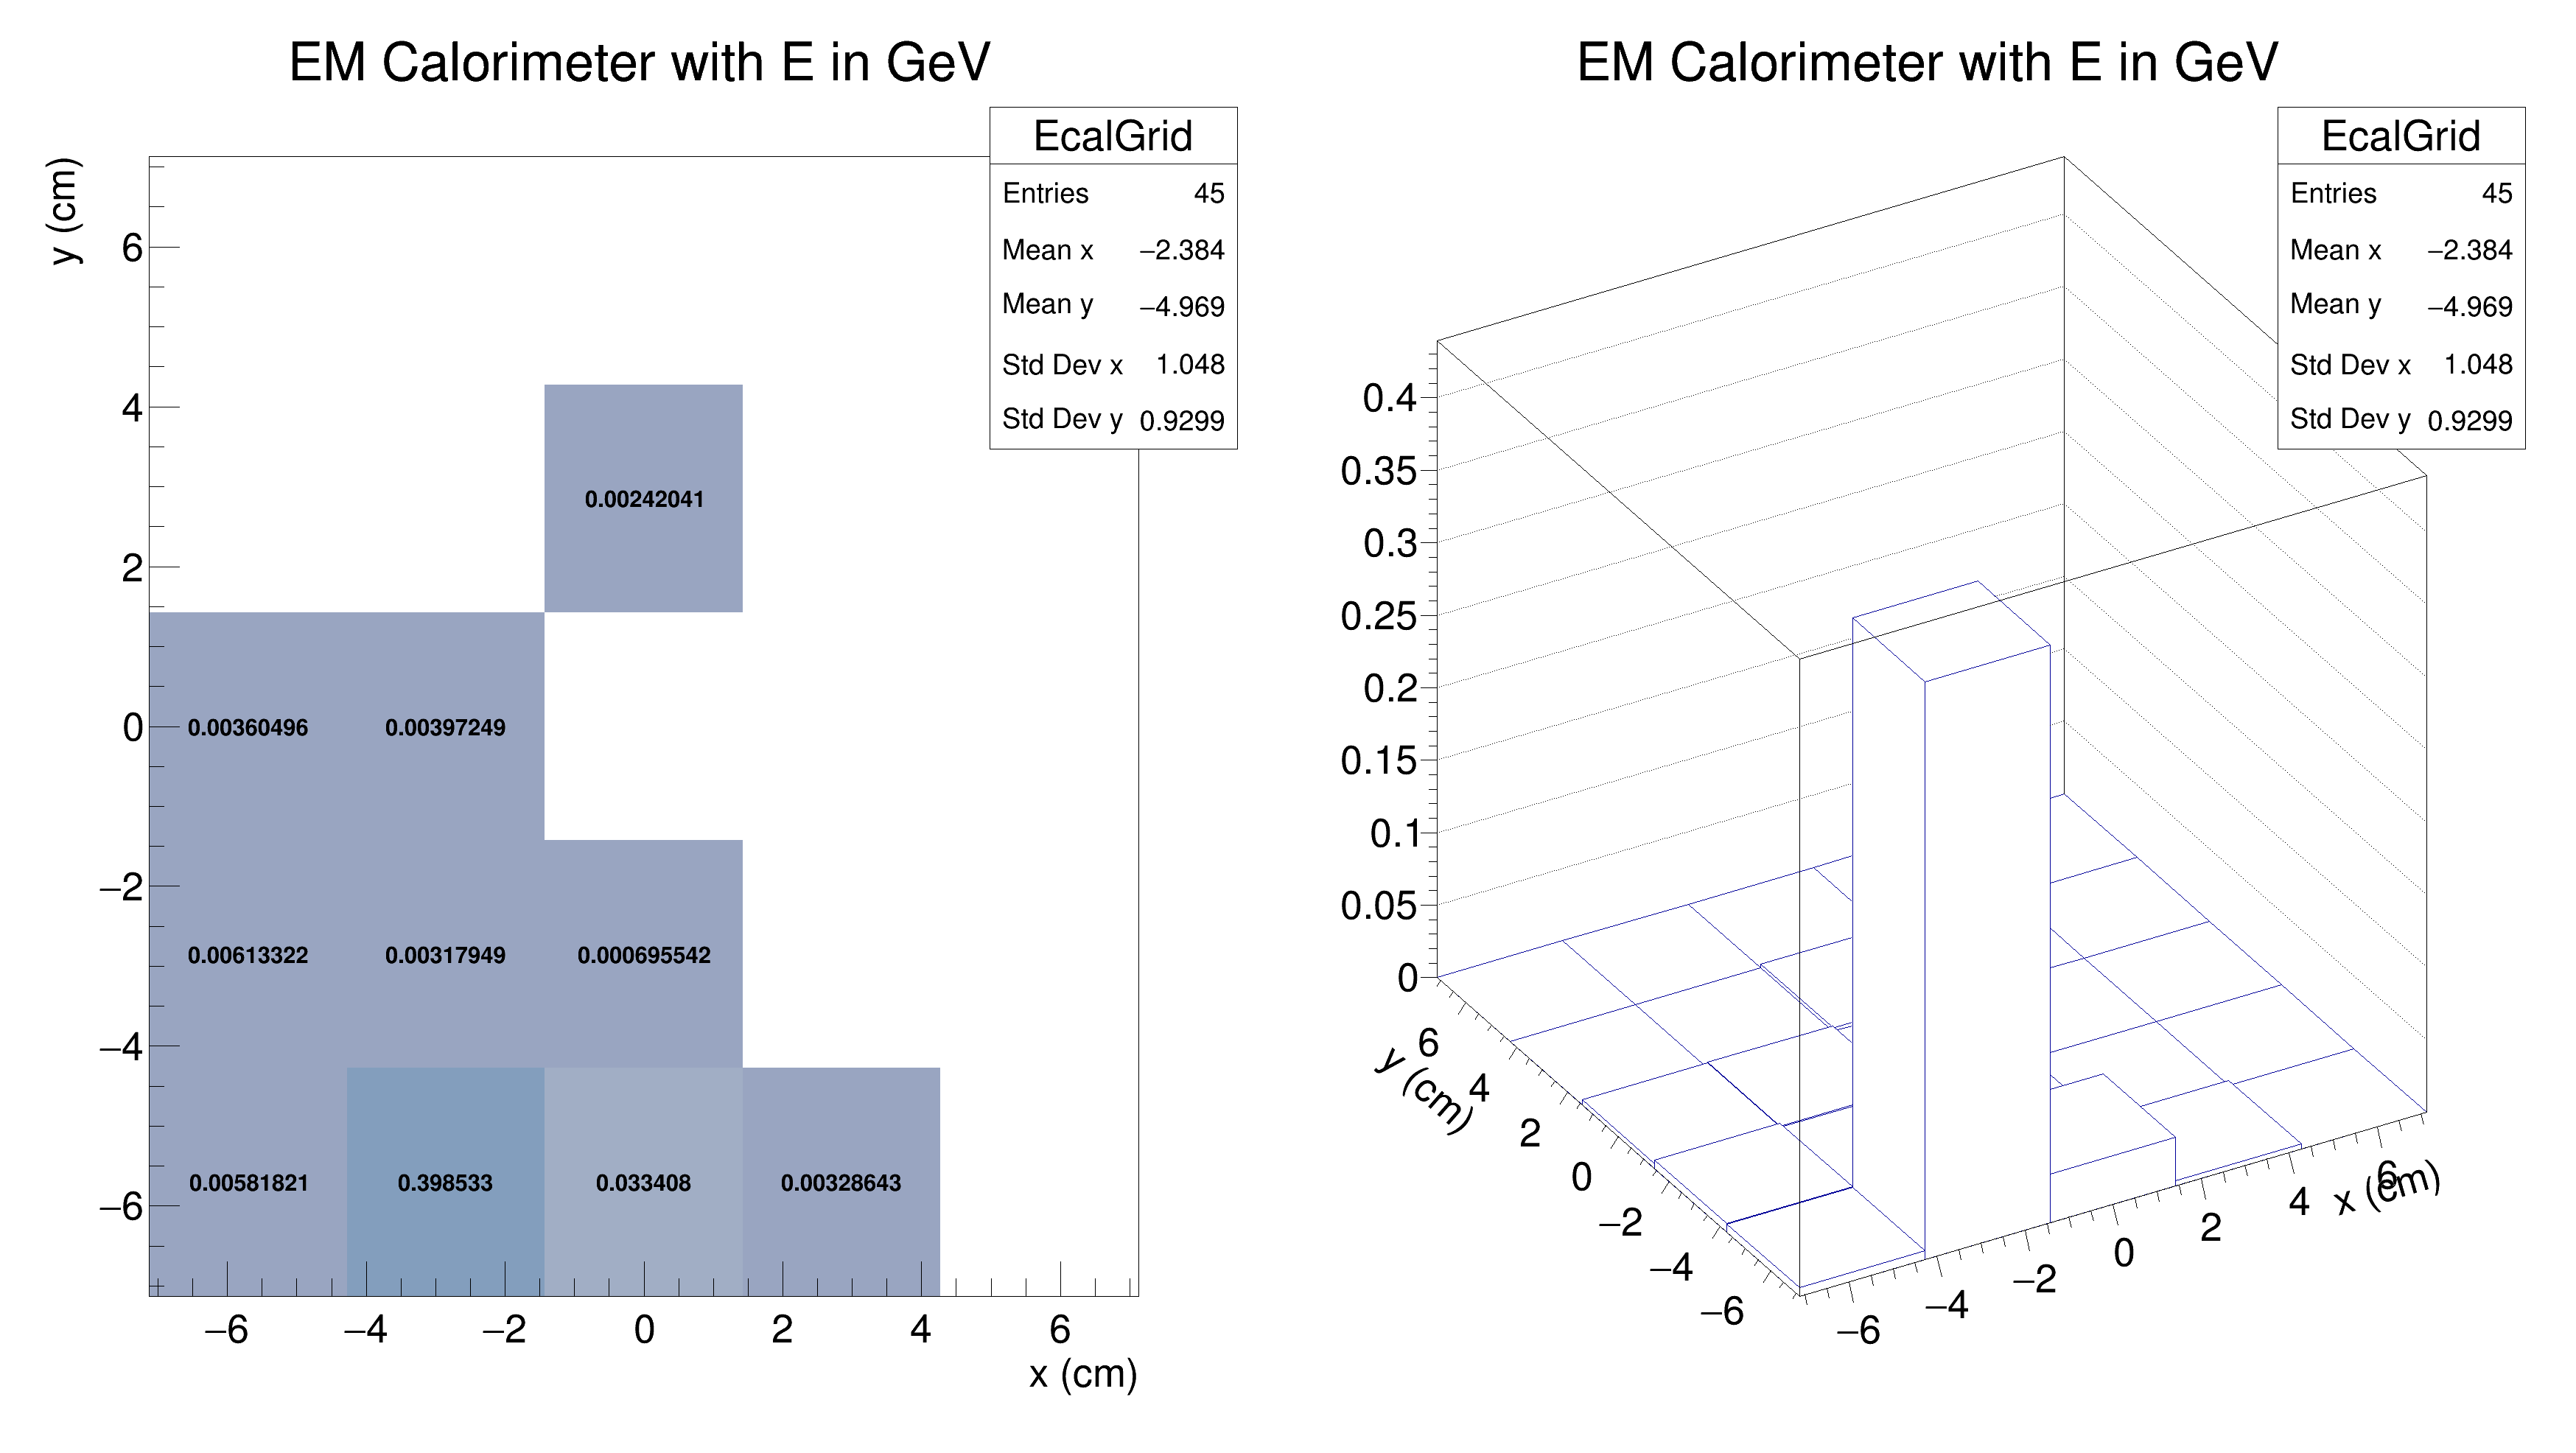 EM Calorimeter with E in GeV
EcalGrid
Entries 45
Mean x −2.384
Mean y −4.969
Std Dev x 1.048
Std Dev y 0.9299
y (cm)
6
4
2
0
−2
−4
−6
0.00242041
0.00360496 0.00397249
0.00613322 0.00317949 0.000695542
0.00581821 0.398533 0.033408 0.00328643
−6 −4 −2 0 2 4 6
x (cm)
EM Calorimeter with E in GeV
EcalGrid
Entries 45
Mean x −2.384
Mean y −4.969
Std Dev x 1.048
Std Dev y 0.9299
0.4
0.35
0.3
0.25
0.2
0.15
0.1
0.05
0
6
4
2
0
−2
−4
−6
y (cm)
−6
−4
−2
0
2
4
6
x (cm)